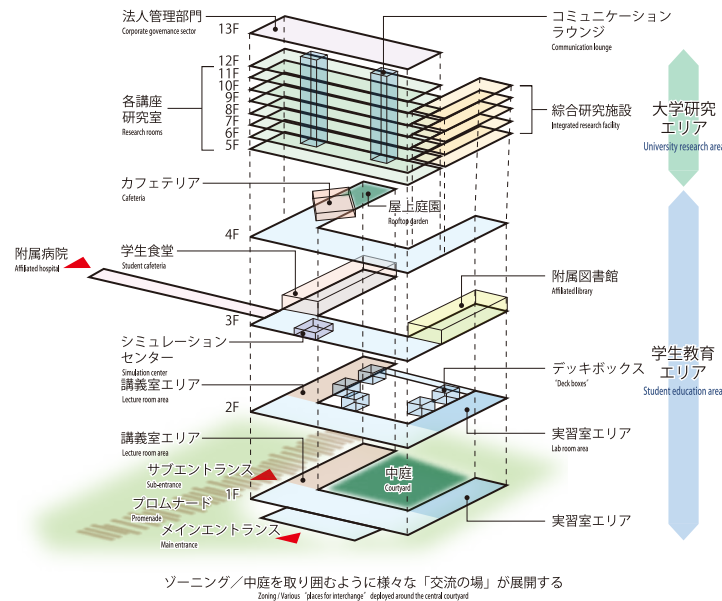 法人管理部門
Corporate governance sector
13F
コミュニケーション
ラウンジ
Communication lounge
12F
11F
10F
9F
8F
7F
6F
5F
各講座
研究室
Research rooms
綜合研究施設
Integrated research facility
大学研究
エリア
University research area
カフェテリア
Cafeteria
屋上庭園
Rooftop garden
4F
学生食堂
Student cafeteria
附属病院
Affiliated hospital
附属図書館
Affiliated library
3F
シミュレーション
センター
Simulation center
学生教育
エリア
Student education area
講義室エリア
Lecture room area
デッキボックス
"Deck boxes"
2F
講義室エリア
Lecture room area
実習室エリア
Lab room area
サブエントランス
Sub-entrance
中庭
Courtyard
1F
プロムナード
Promenade
メインエントランス
Main entrance
実習室エリア
ゾーニング／中庭を取り囲むように様々な「交流の場」が展開する
Zoning / Various "places for interchange" deployed around the central courtyard